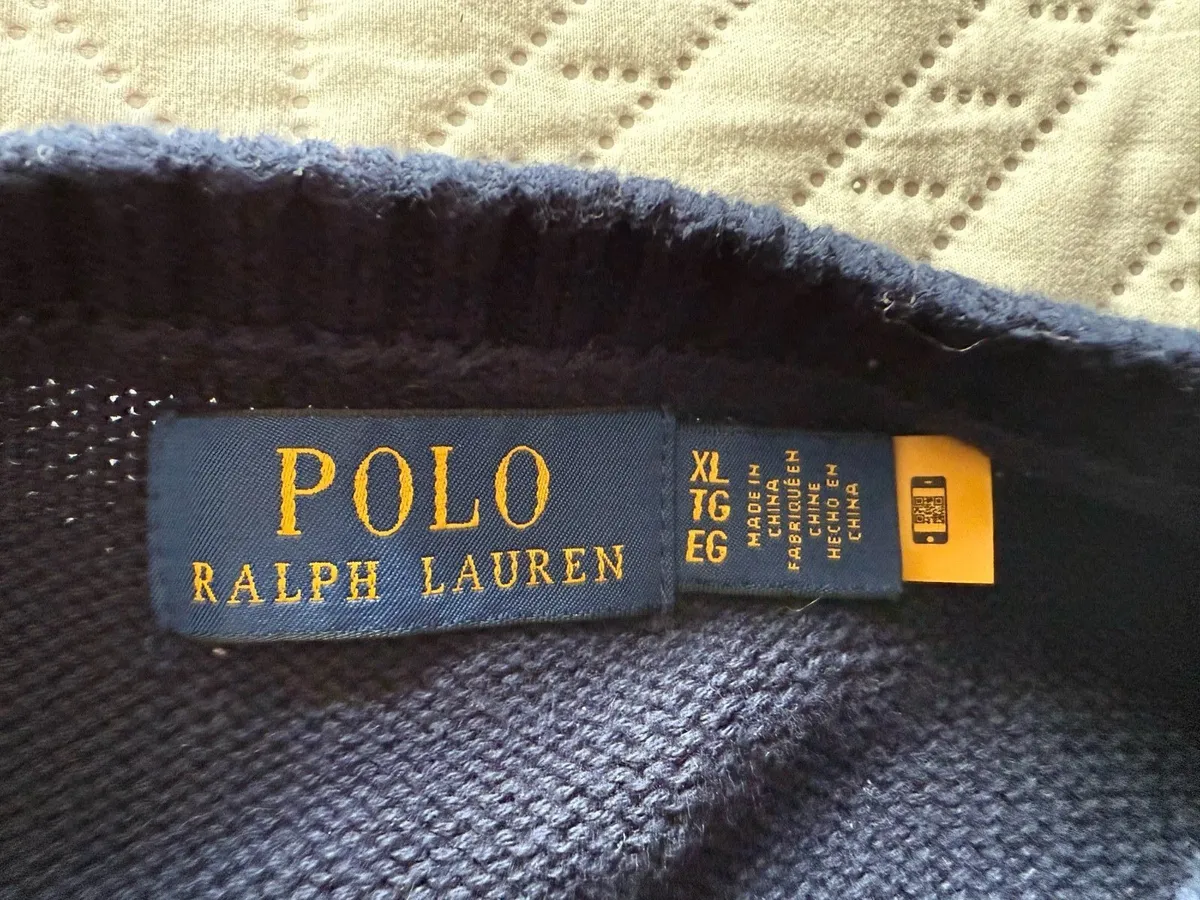 POLO
RALPH LAUREN
XL
TG
EG
MADE IN
CHINA
FABRIQUÉ EN
CHINE
HECHO EN
CHINA